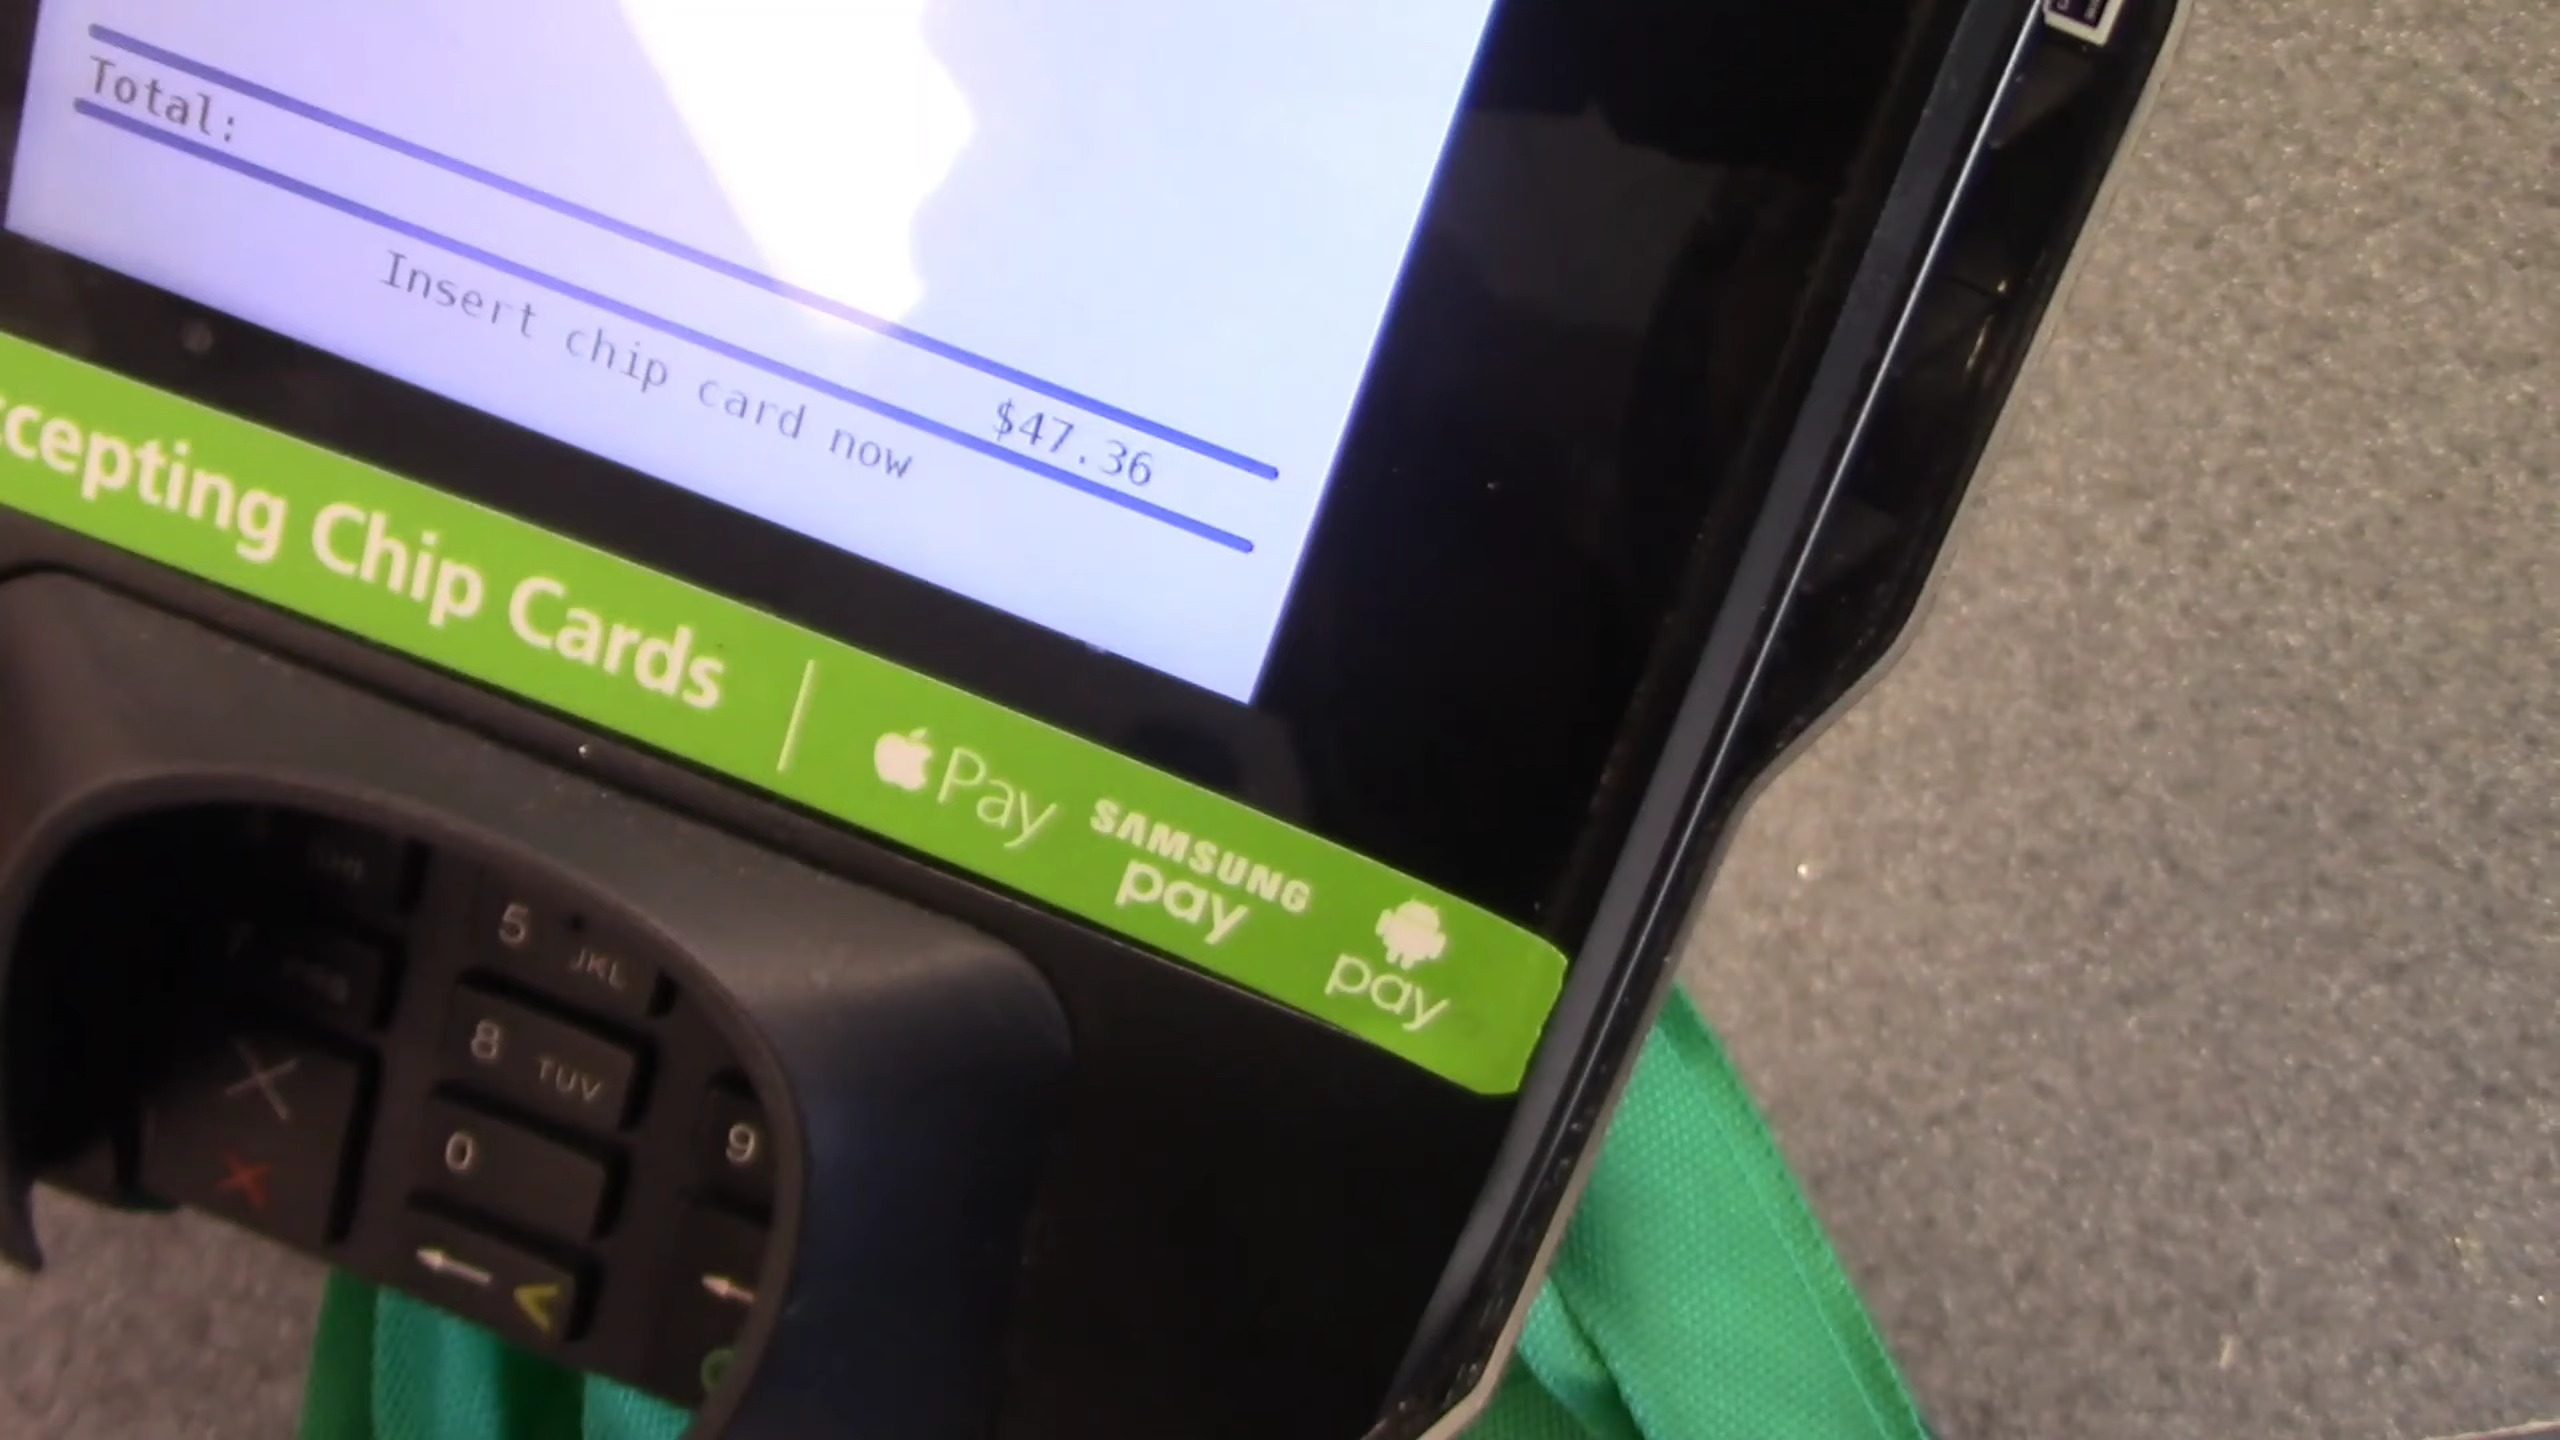 Total: $47.36
Insert chip card now
ccepting Chip Cards | Pay SAMSUNG pay pay
5 JKL
8 TUV
9
0